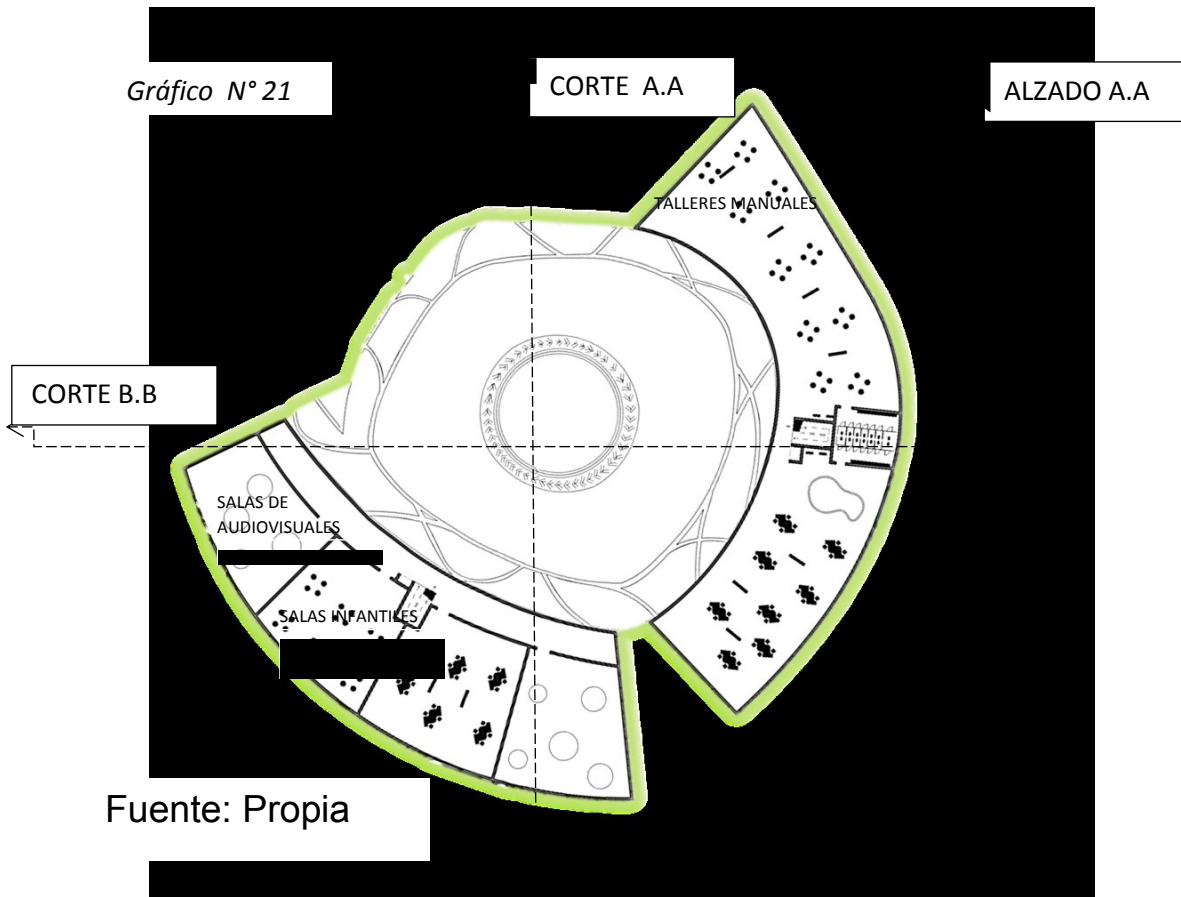 Gráfico N° 21
CORTE A.A
ALZADO A.A
TALLERES MANUALES
CORTE B.B
SALAS DE
AUDIOVISUALES
SALAS INFANTILES
Fuente: Propia